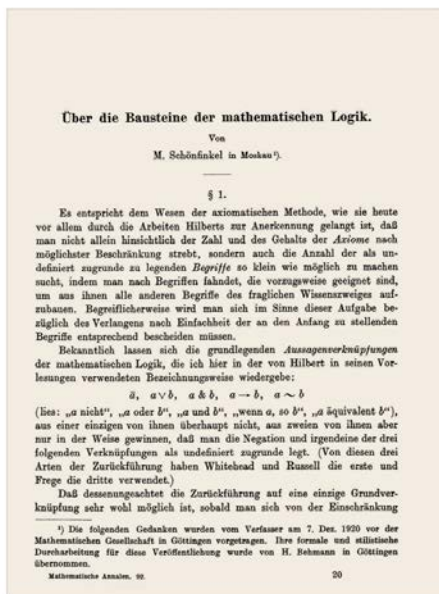 Über die Bausteine der mathematischen Logik.
Von
M. Schönfinkel in Moskau ¹).
§ 1.
Es entspricht dem Wesen der axiomatischen Methode, wie sie heute
vor allem durch die Arbeiten Hilberts zur Anerkennung gelangt ist, daß
man nicht allein hinsichtlich der Zahl und des Gehalts der Axiome nach
möglichster Beschränkung strebt, sondern auch die Anzahl der als un-
definiert zugrunde zu legenden Begriffe so klein wie möglich zu machen
sucht, indem man nach Begriffen fahndet, die vorzugsweise geeignet sind,
um aus ihnen alle anderen Begriffe des fraglichen Wissenszweiges auf-
zubauen. Begreiflicherweise wird man sich im Sinne dieser Aufgabe be-
züglich des Verlangens nach Einfachheit der an den Anfang zu stellenden
Begriffe entsprechend bescheiden müssen.
Bekanntlich lassen sich die grundlegenden Aussagenverknüpfungen
der mathematischen Logik, die ich hier in der von Hilbert in seinen Vor-
lesungen verwendeten Bezeichnungsweise wiedergebe:
ā, a ∨ b, a & b, a → b, a ∼ b
(lies: „a nicht“, „a oder b“, „a und b“, „wenn a, so b“, „a äquivalent b“),
aus einer einzigen von ihnen überhaupt nicht, aus zweien von ihnen aber
nur in der Weise gewinnen, daß man die Negation und irgendeine der drei
folgenden Verknüpfungen als undefiniert zugrunde legt. (Von diesen drei
Arten der Zurückführung haben Whitehead und Russell die erste und
Frege die dritte verwendet.)
Daß dessenungeachtet die Zurückführung auf eine einzige Grundver-
knüpfung sehr wohl möglich ist, sobald man sich von der Einschränkung
¹) Die folgenden Gedanken wurden vom Verfasser am 7. Dez. 1920 vor der
Mathematischen Gesellschaft in Göttingen vorgetragen. Ihre formale und stilistische
Durcharbeitung für diese Veröffentlichung wurde von H. Behmann in Göttingen
übernommen.
Mathematische Annalen. 92. 20